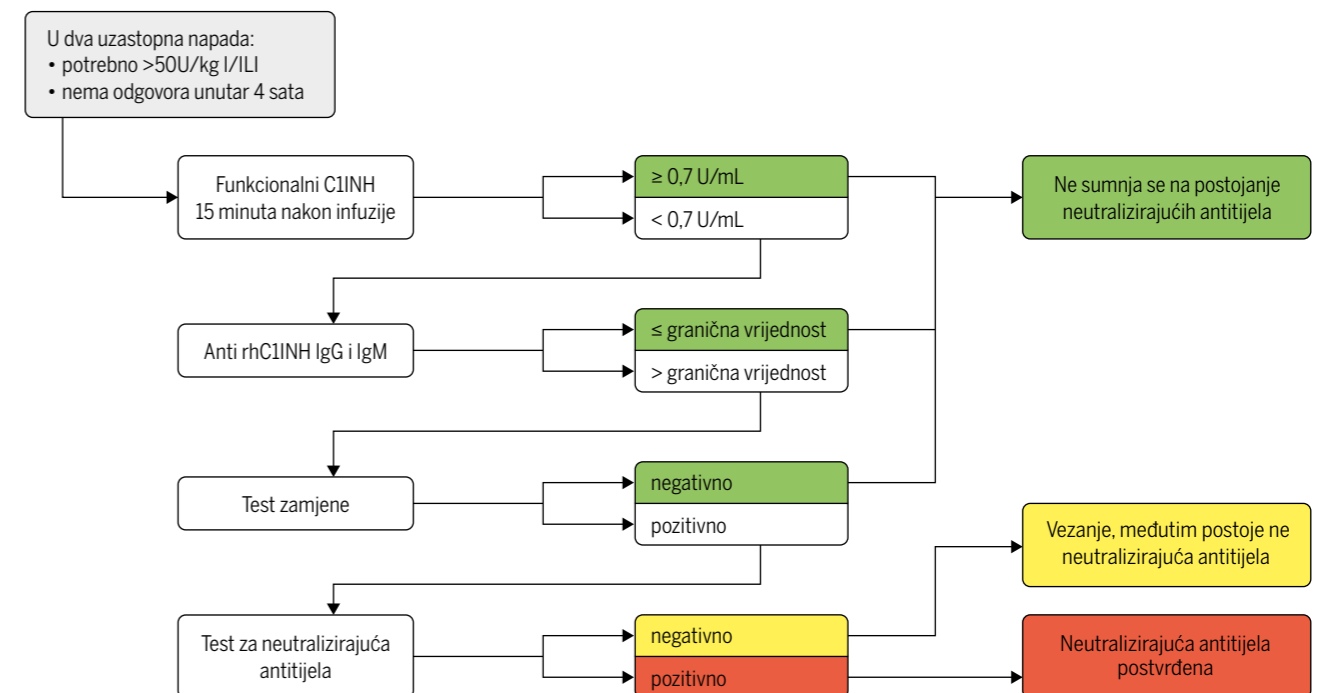 U dva uzastopna napada:
• potrebno >50U/kg I/ILI
• nema odgovora unutar 4 sata
Funkcionalni C1INH
15 minuta nakon infuzije
≥ 0,7 U/mL
< 0,7 U/mL
Ne sumnja se na postojanje
neutralizirajućih antitijela
Anti rhC1INH IgG i IgM
≤ granična vrijednost
> granična vrijednost
Test zamjene
negativno
pozitivno
Vezanje, međutim postoje ne
neutralizirajuća antitijela
Test za neutralizirajuća
antitijela
negativno
pozitivno
Neutralizirajuća antitijela
postvrđena